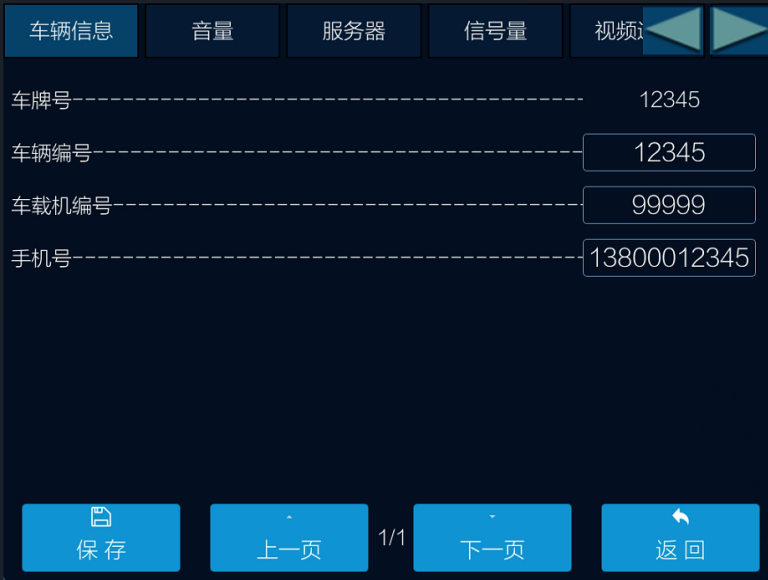 车辆信息 音量 服务器 信号量 视频
车牌号 12345
车辆编号 12345
车载机编号 99999
手机号 13800012345
保存 上一页 1/1 下一页 返回